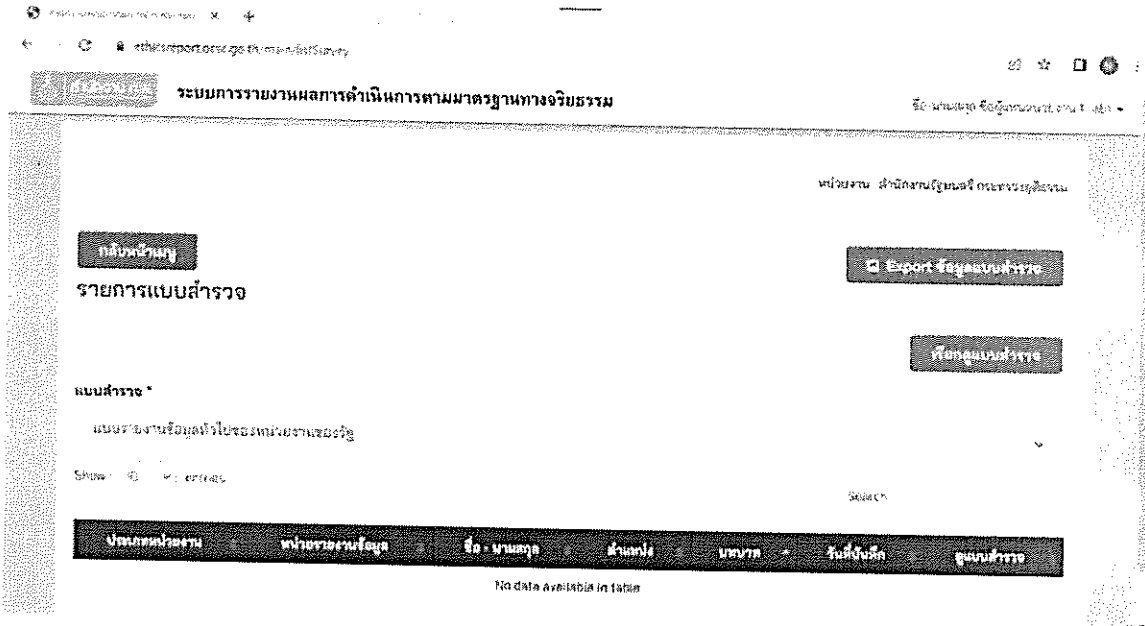 ระบบการรายงานผลการดำเนินการตามมาตรฐานทางจริยธรรม
หน่วยงาน สำนักงานรัฐมนตรี กระทรวงยุติธรรม
กลับหน้าเมนู
Export ข้อมูลแบบสำรวจ
รายการแบบสำรวจ
เรียกดูแบบสำรวจ
แบบสำรวจ *
แบบรายงานข้อมูลทั่วไปของหน่วยงานของรัฐ
Show entries
Search
ประเภทหน่วยงาน หน่วยรายงานข้อมูล ชื่อ - นามสกุล ตำแหน่ง บทบาท วันที่บันทึก ดูแบบสำรวจ
No data available in table